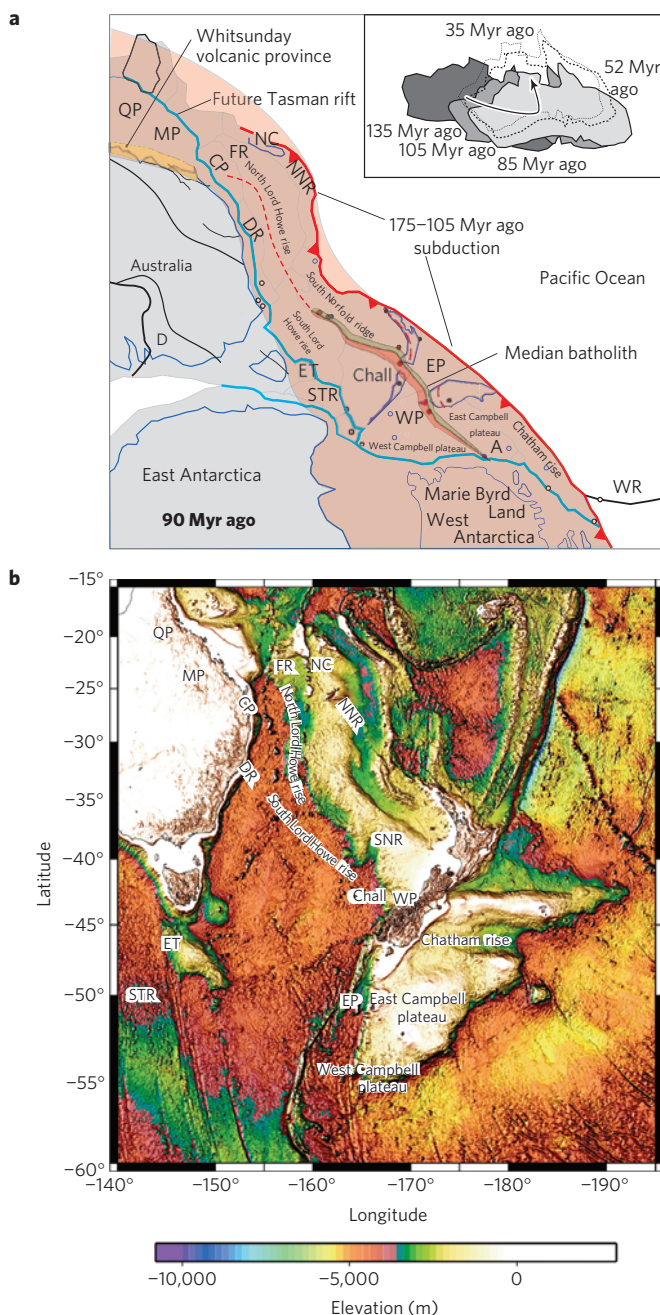 a
Whitsunday
volcanic province
Future Tasman rift
QP
MP
CP
FR
NC
NNR
North Lord Howe rise
DR
175–105 Myr ago
subduction
Pacific Ocean
Australia
D
South Norfold ridge
South Lord
Howe rise
Median batholith
ET
STR
Chall
EP
WP
East Campbell
plateau
West Campbell plateau
A
Chatham rise
WR
East Antarctica
Marie Byrd
Land
West
Antarctica
90 Myr ago
35 Myr ago
52 Myr
ago
135 Myr ago
105 Myr ago
85 Myr ago
b
−15°
−20°
−25°
−30°
−35°
−40°
−45°
−50°
−55°
−60°
Latitude
QP
MP
CP
DR
FR
NC
NNR
North Lord Howe rise
South Lord Howe rise
SNR
Chall
WP
Chatham rise
ET
STR
EP
East Campbell
plateau
West Campbell
plateau
−140°
−150°
−160°
−170°
−180°
−190°
Longitude
−10,000
−5,000
0
Elevation (m)